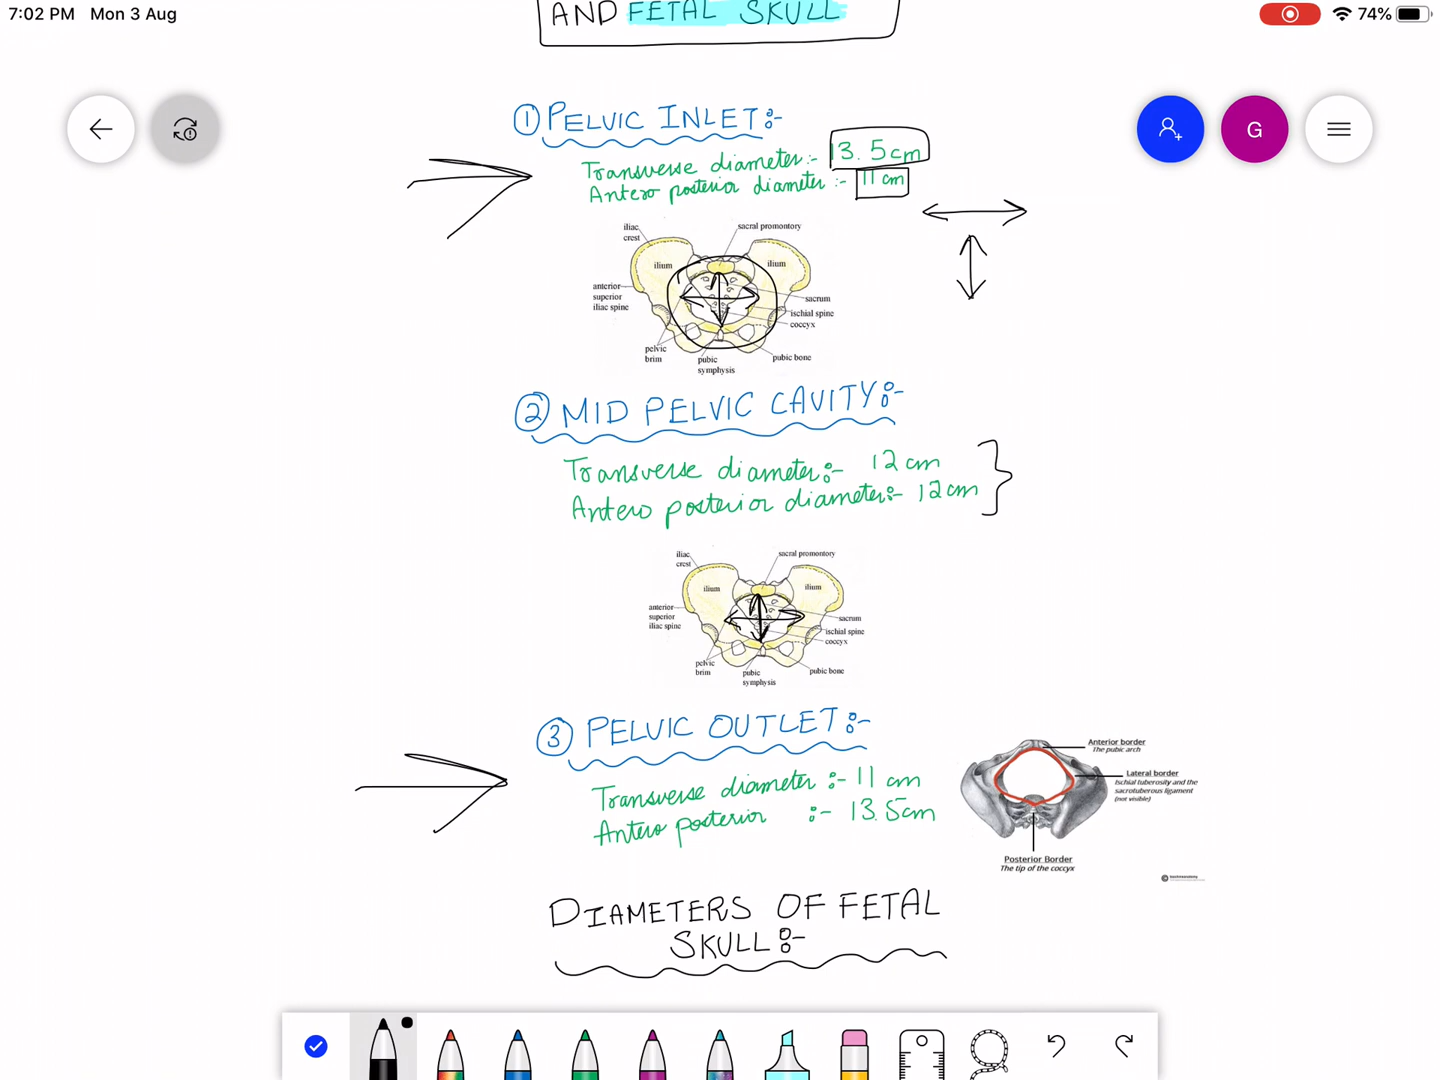 7:02 PM Mon 3 Aug
74%
AND FETAL SKULL
G
① PELVIC INLET:-
Transverse diameter:- 13.5cm
Antero posterior diameter:- 11 cm
iliac crest
sacral promontory
ilium
ilium
anterior superior iliac spine
sacrum
ischial spine
coccyx
pelvic brim
pubic symphysis
pubic bone
② MID PELVIC CAVITY:-
Transverse diameter:- 12 cm
Antero posterior diameter:- 12cm
iliac crest
sacral promontory
ilium
ilium
anterior superior iliac spine
sacrum
ischial spine
coccyx
pelvic brim
pubic symphysis
pubic bone
③ PELVIC OUTLET:-
Transverse diameter:- 11 cm
Antero posterior :- 13.5cm
Anterior border
The pubic arch
Lateral border
Ischial tuberosity and the
sacrotuberous ligament
(not visible)
Posterior Border
The tip of the coccyx
DIAMETERS OF FETAL
SKULL:-